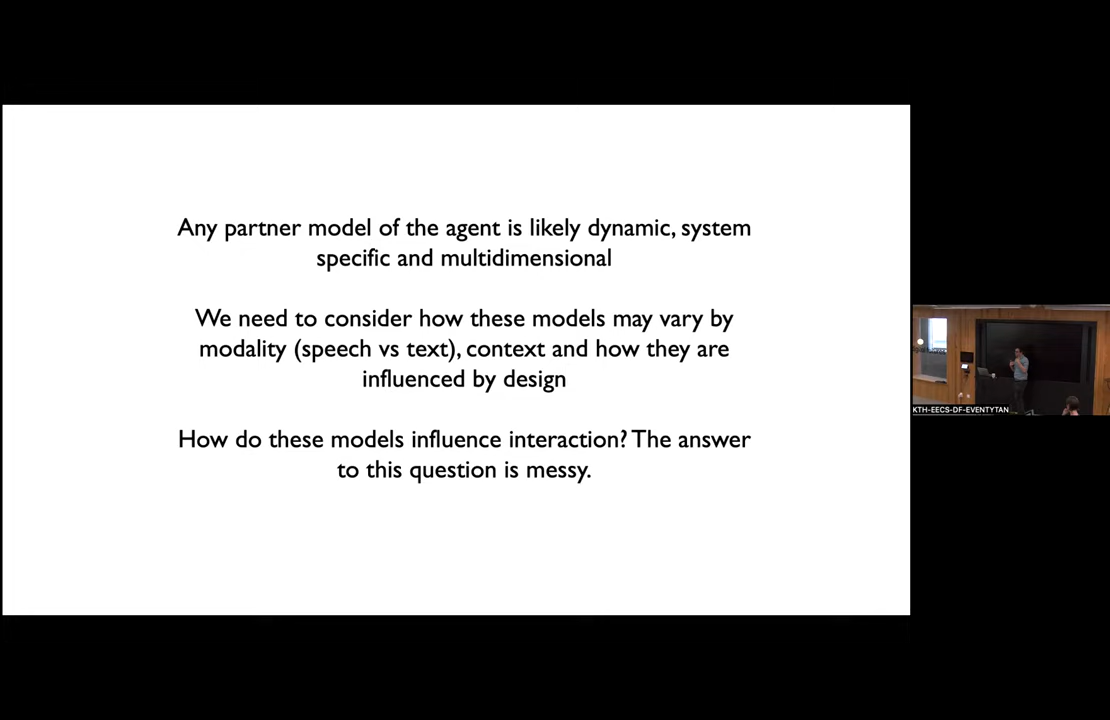 Any partner model of the agent is likely dynamic, system
specific and multidimensional
We need to consider how these models may vary by
modality (speech vs text), context and how they are
influenced by design
How do these models influence interaction? The answer
to this question is messy.
KTH-EECS-DF-EVENTYTAN